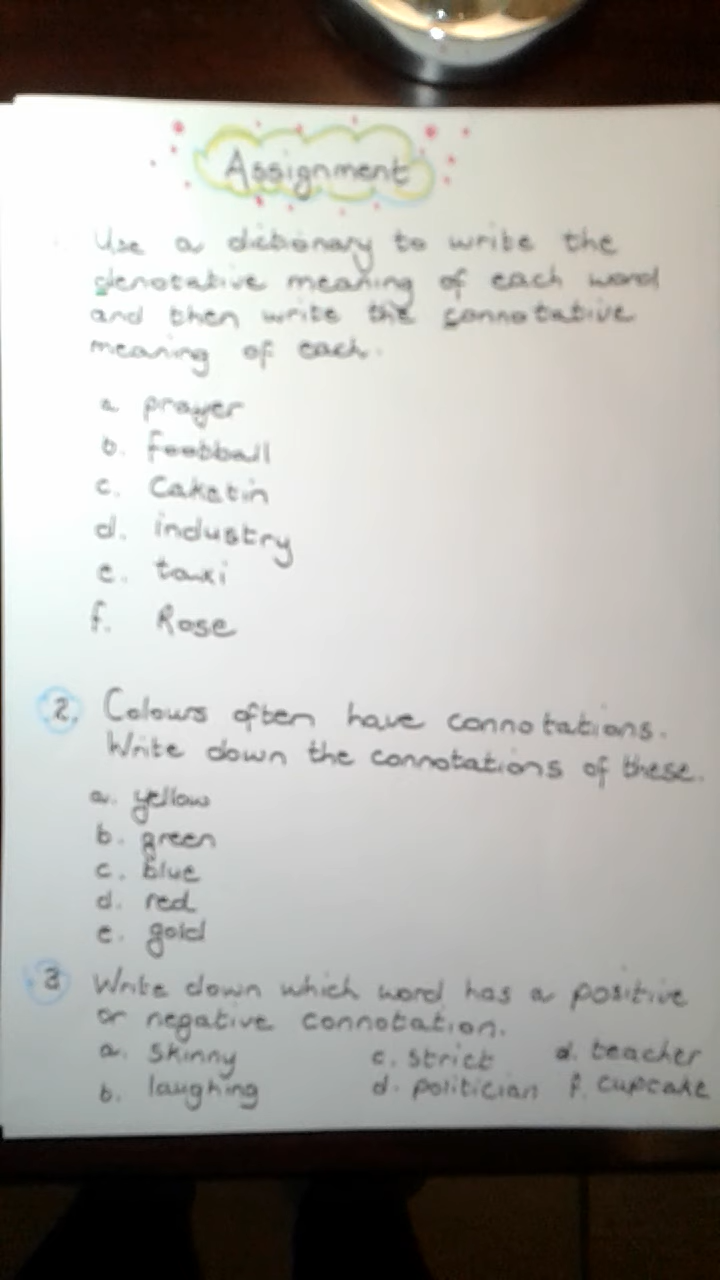 Assignment
Use a dictionary to write the
denotative meaning of each word
and then write the connotative
meaning of each.
a. prayer
b. football
c. Caketin
d. industry
e. taxi
f. Rose
2. Colours often have connotations.
Write down the connotations of these.
a. yellow
b. green
c. blue
d. red
e. gold
3 Write down which word has a positive
or negative connotation.
a. skinny c. strict d. teacher
b. laughing d. politician f. cupcake